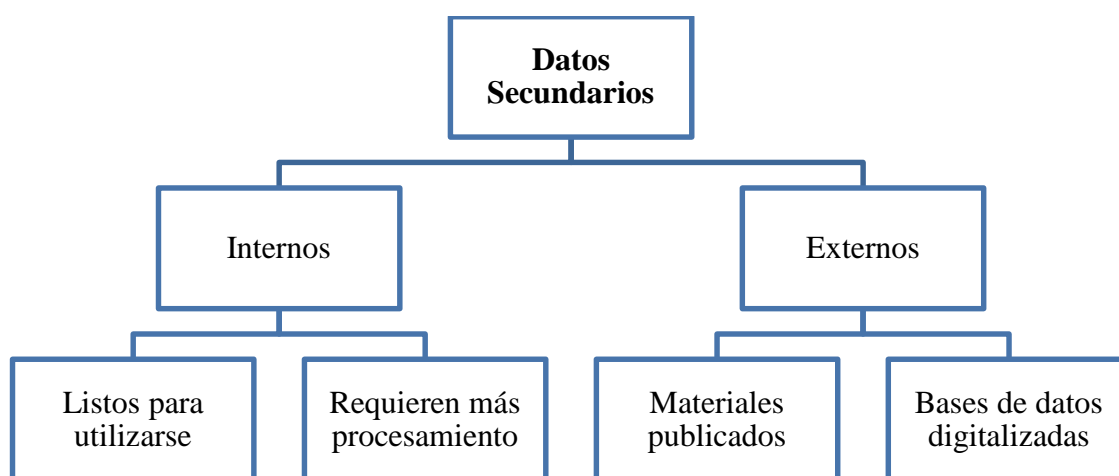 Datos
Secundarios
Internos
Externos
Listos para
utilizarse
Requieren más
procesamiento
Materiales
publicados
Bases de datos
digitalizadas